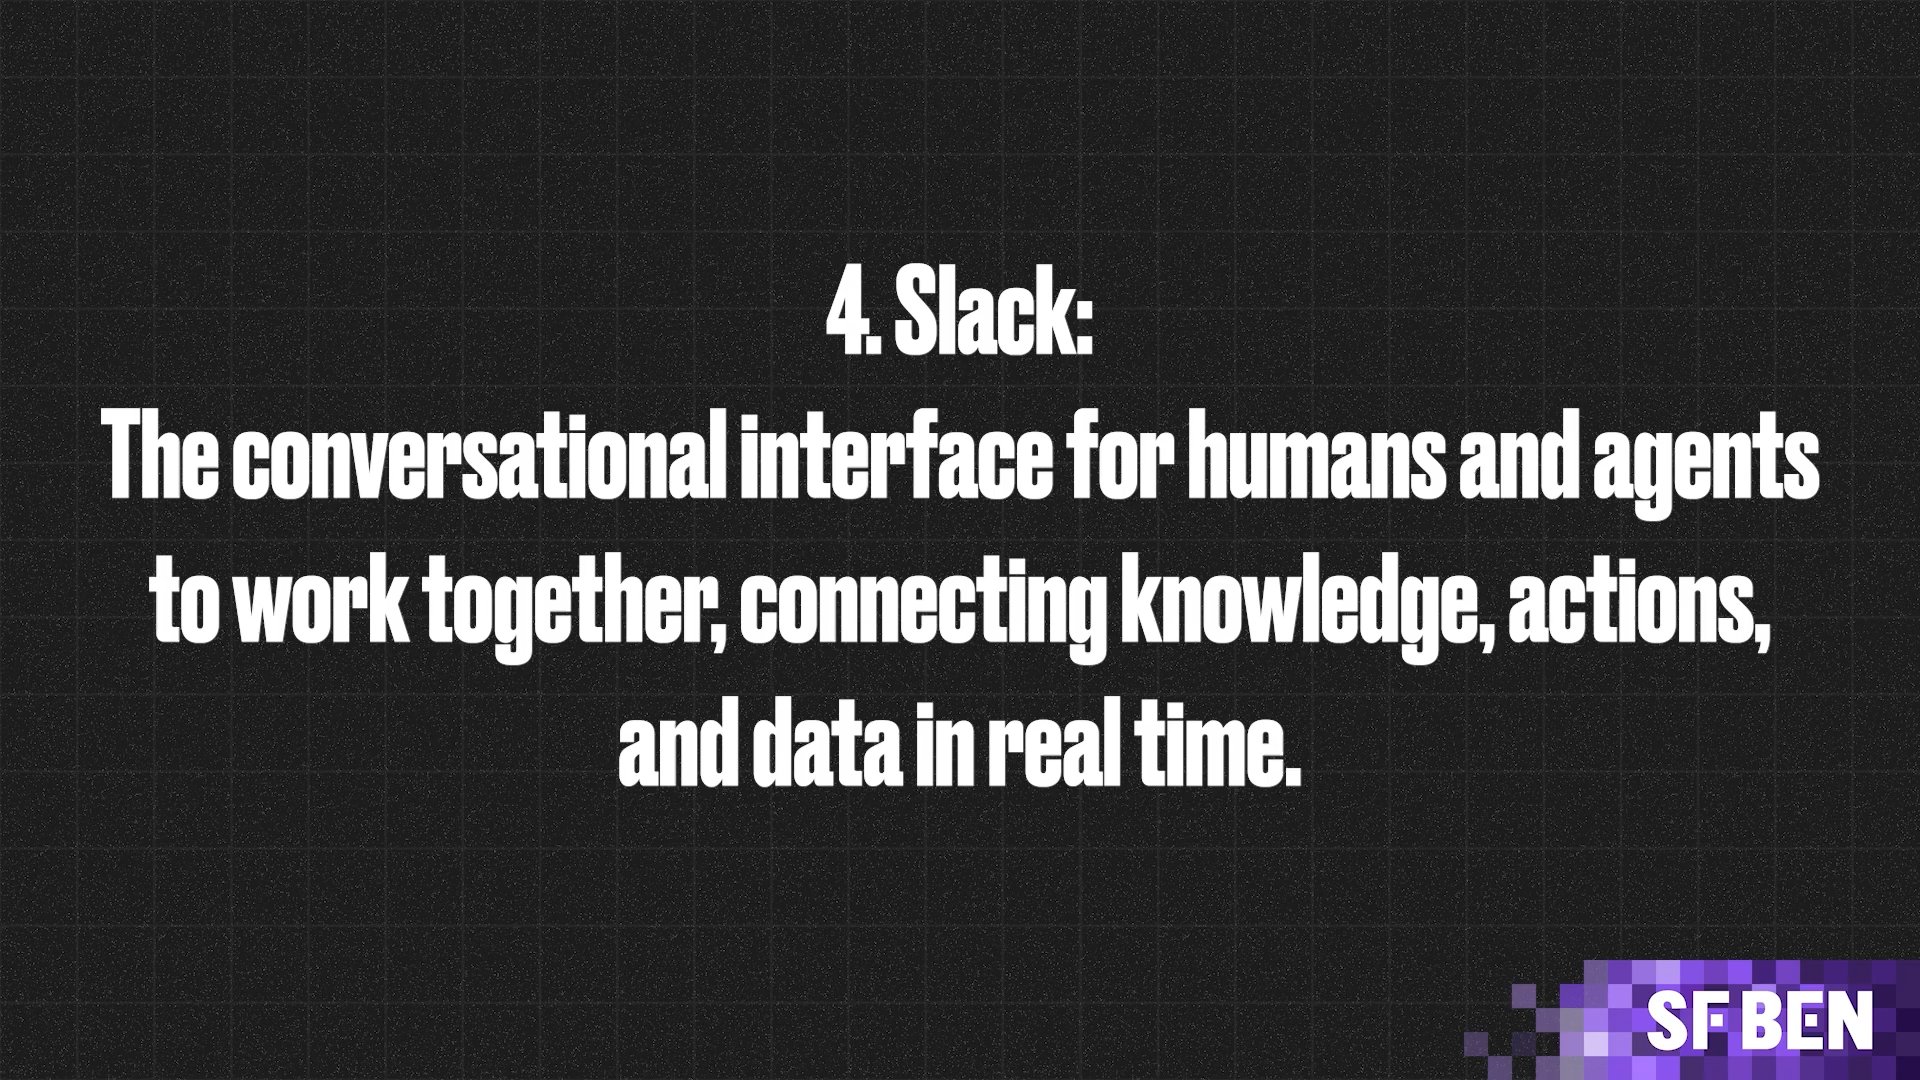 4. Slack:
The conversational interface for humans and agents
to work together, connecting knowledge, actions,
and data in real time.
SF BEN